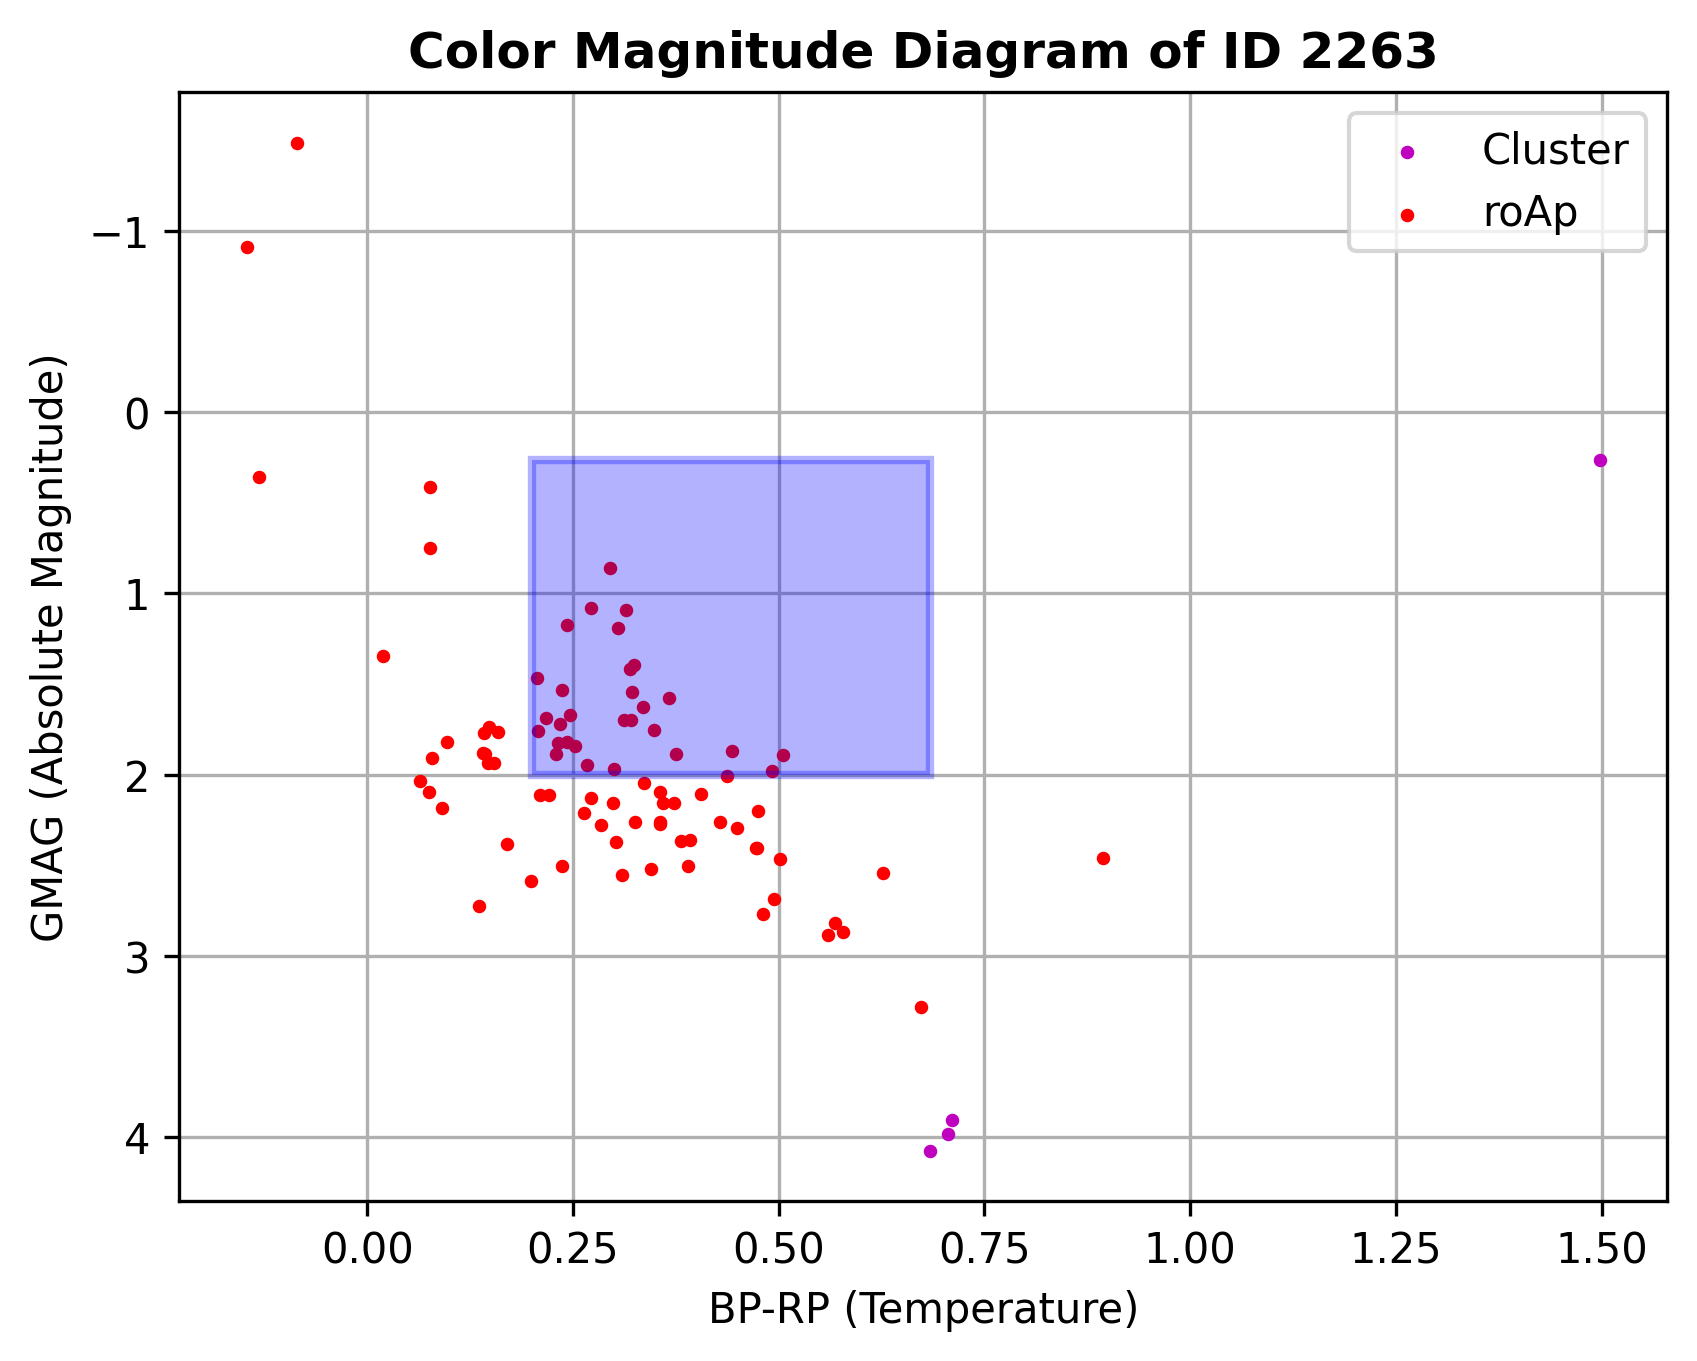 Color Magnitude Diagram of ID 2263
Cluster
roAp
GMAG (Absolute Magnitude)
−1
0
1
2
3
4
0.00 0.25 0.50 0.75 1.00 1.25 1.50
BP-RP (Temperature)